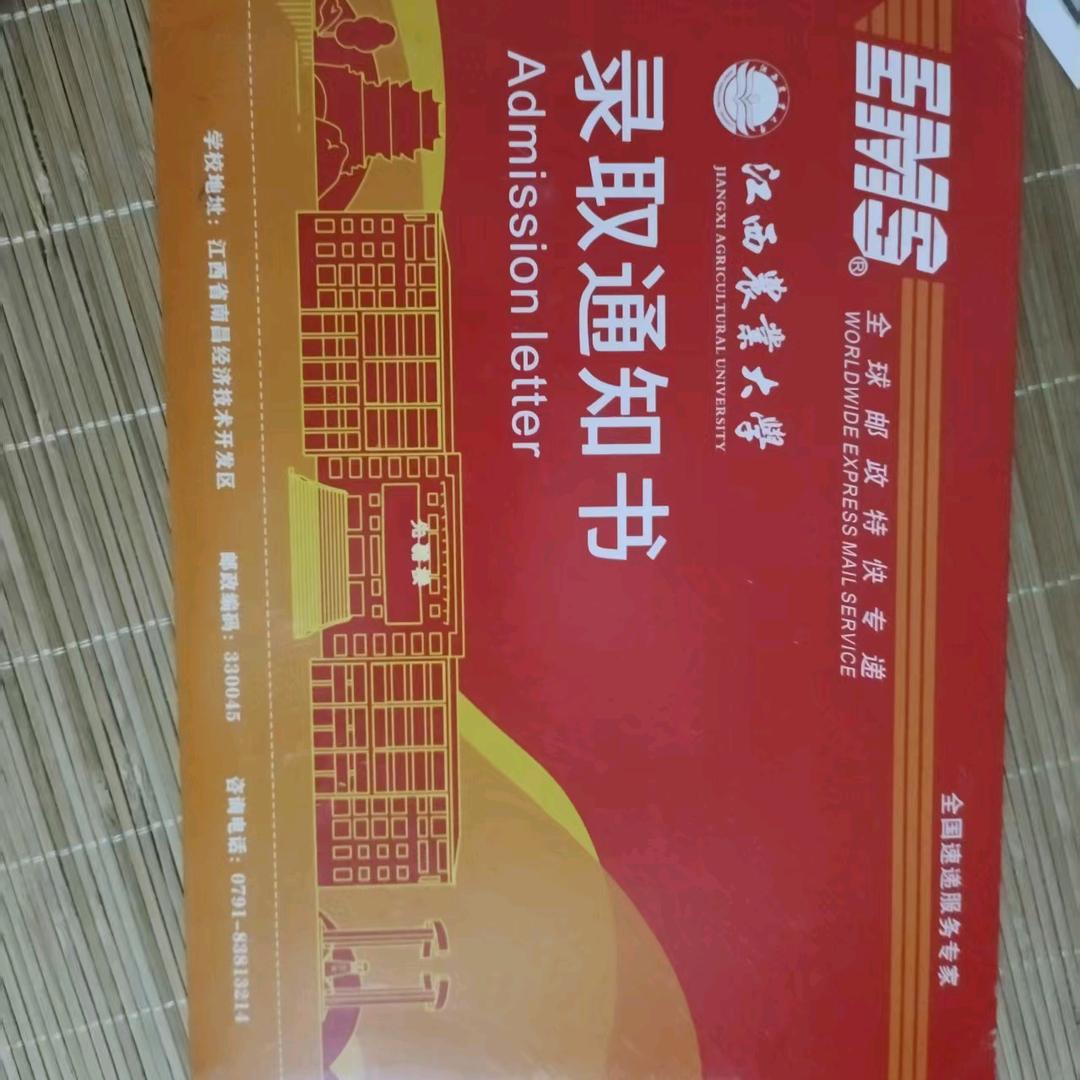 EMS®
全球邮政特快专递
WORLDWIDE EXPRESS MAIL SERVICE
全国速递服务专家
江西农业大学
JIANGXI AGRICULTURAL UNIVERSITY
录取通知书
Admission letter
学校地址：江西省南昌经济技术开发区 邮政编码：330045 咨询电话：0791-83813214